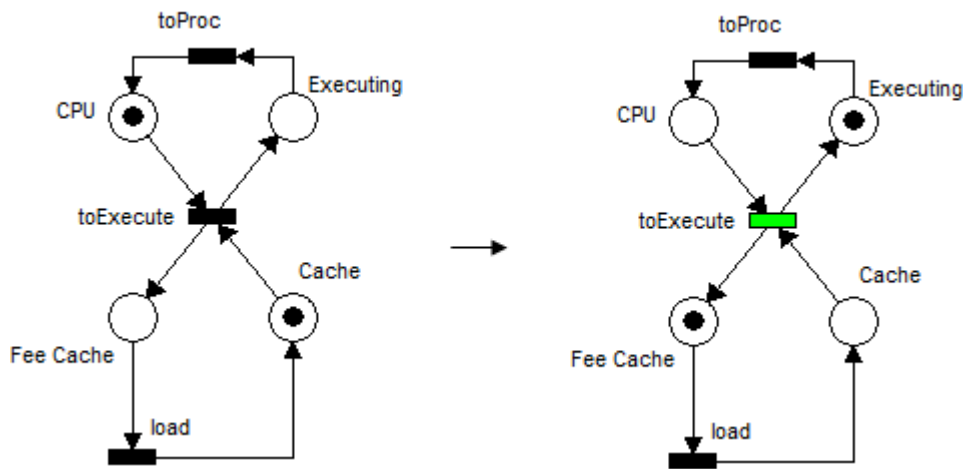 toProc
CPU
Executing
toExecute
Cache
Fee Cache
load
toProc
CPU
Executing
toExecute
Cache
Fee Cache
load